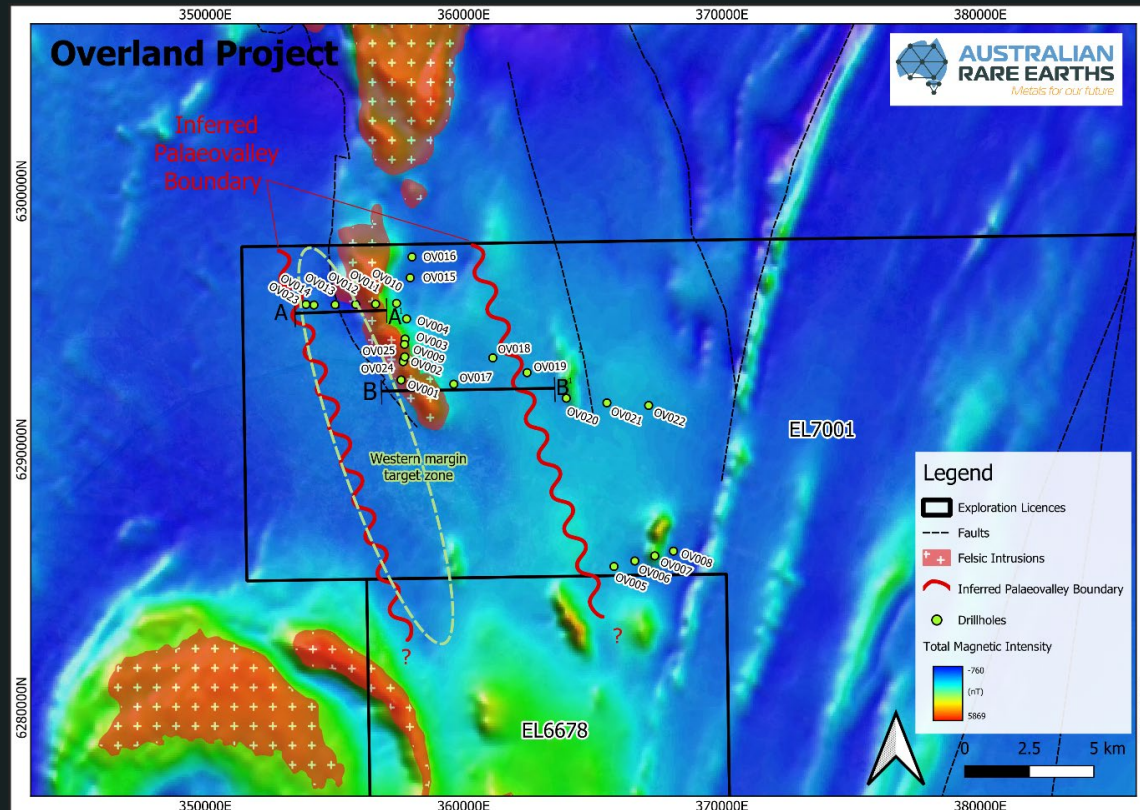 350000E
360000E
370000E
380000E
Overland Project
AUSTRALIAN
RARE EARTHS
Metals for our future
Inferred
Palaeovalley
Boundary
6300000N
6290000N
6280000N
OV016
OV015
OV010
OV011
OV012
OV013
OV014
OV023
A
A'
OV004
OV003
OV025
OV009
OV002
OV024
OV001
OV018
OV019
OV017
B
B'
OV020
OV021
OV022
EL7001
Western margin
target zone
OV008
OV007
OV006
OV005
?
?
EL6678
Legend
Exploration Licences
Faults
Felsic Intrusions
Inferred Palaeovalley Boundary
Drillholes
Total Magnetic Intensity
-760
(nT)
5869
0
2.5
5 km
350000E
360000E
370000E
380000E